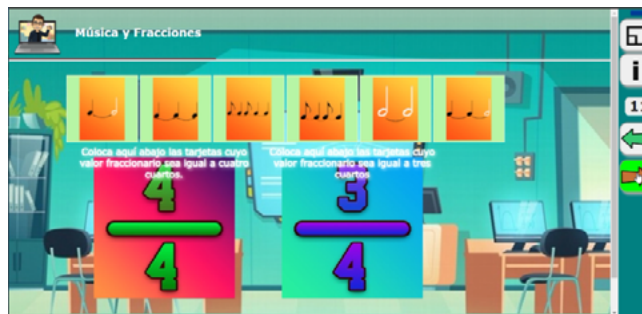 Música y Fracciones
Coloca aquí abajo las tarjetas cuyo
valor fraccionario sea igual a cuatro
cuartos.
Coloca aquí abajo las tarjetas cuyo
valor fraccionario sea igual a tres
cuartos
4
4
3
4